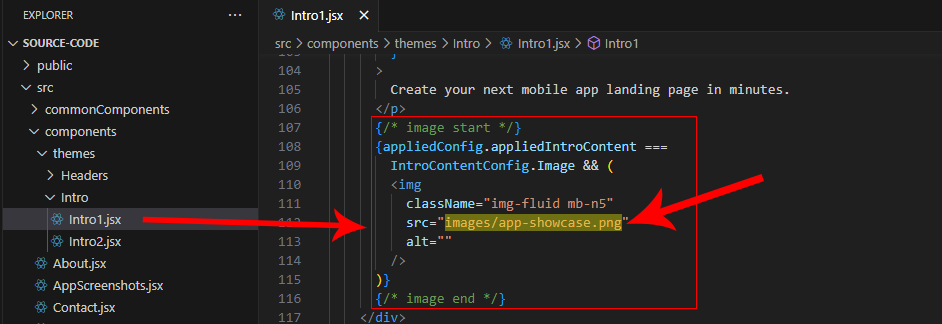 EXPLORER
SOURCE-CODE
public
src
commonComponents
components
themes
Headers
Intro
Intro1.jsx
Intro2.jsx
About.jsx
AppScreenshots.jsx
Contact.jsx
Intro1.jsx
src > components > themes > Intro > Intro1.jsx > Intro1
104 >
105 Create your next mobile app landing page in minutes.
106 </p>
107 {/* image start */}
108 {appliedConfig.appliedIntroContent ===
109 IntroContentConfig.Image && (
110 <img
111 className="img-fluid mb-n5"
112 src="images/app-showcase.png"
113 alt=""
114 />
115 )}
116 {/* image end */}
117 </div>